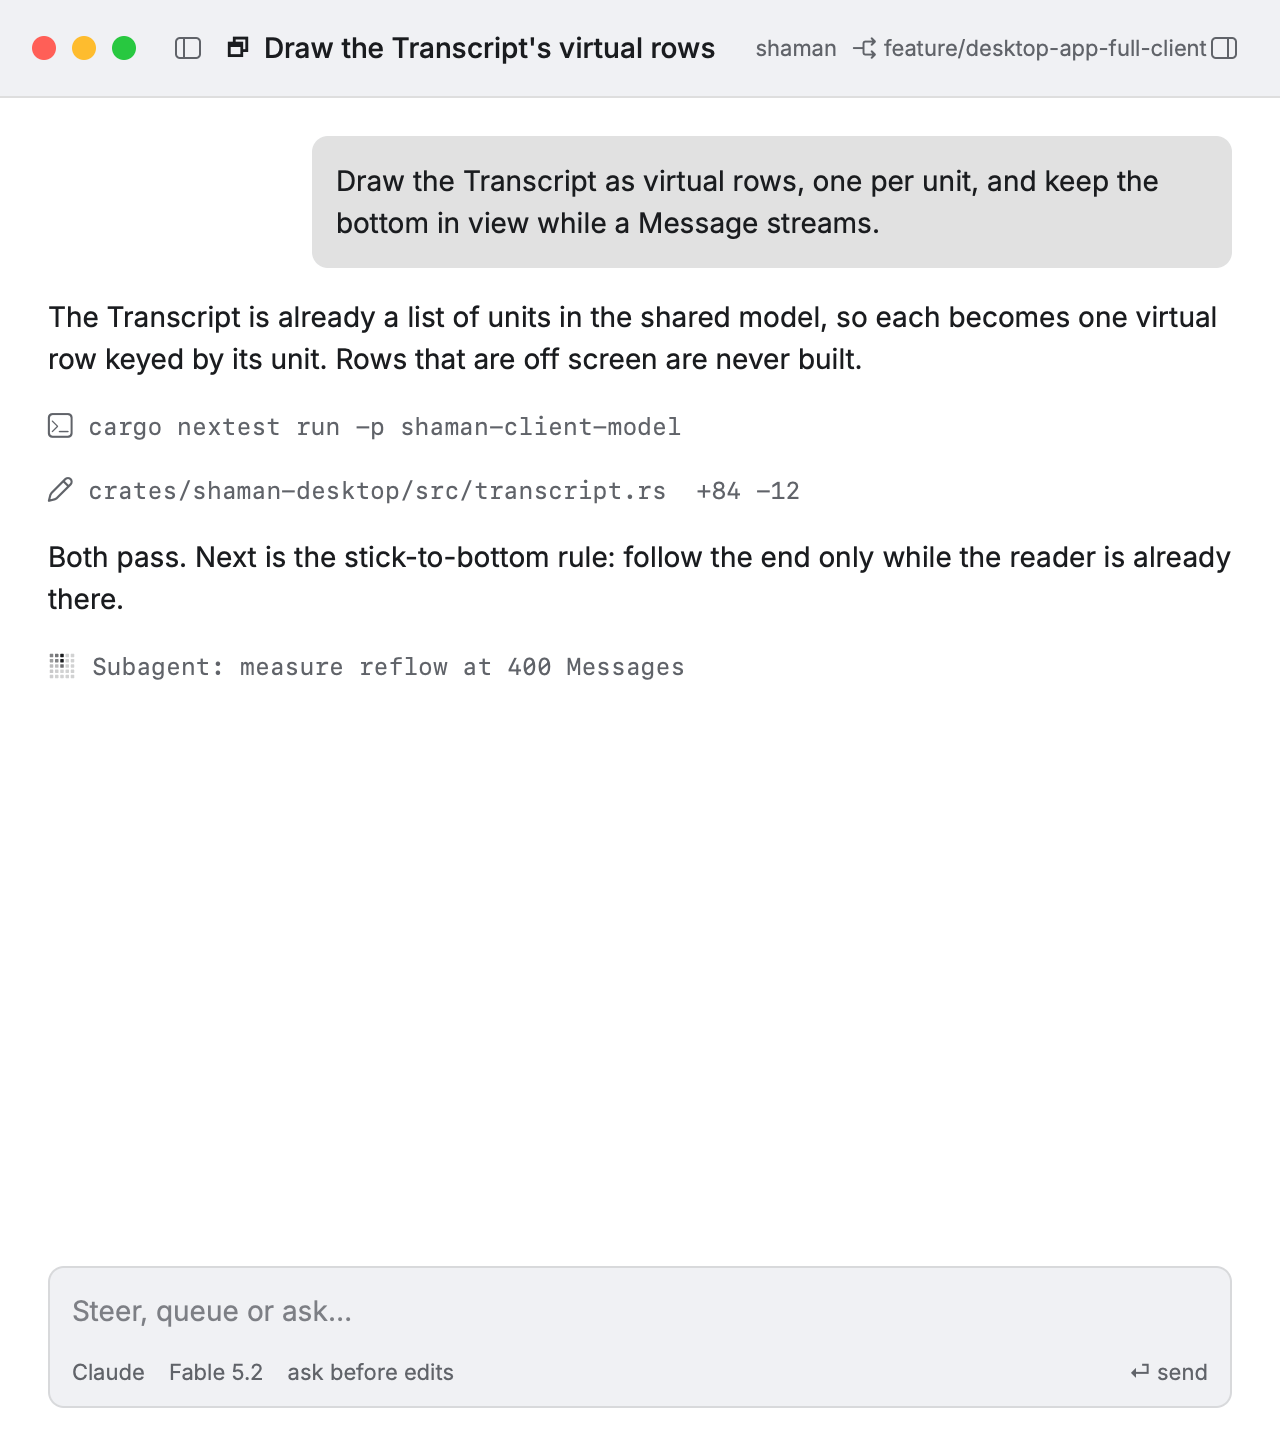 Draw the Transcript's virtual rows
shaman
feature/desktop-app-full-client
Draw the Transcript as virtual rows, one per unit, and keep the
bottom in view while a Message streams.
The Transcript is already a list of units in the shared model, so each becomes one virtual
row keyed by its unit. Rows that are off screen are never built.
cargo nextest run -p shaman-client-model
crates/shaman-desktop/src/transcript.rs +84 -12
Both pass. Next is the stick-to-bottom rule: follow the end only while the reader is already
there.
Subagent: measure reflow at 400 Messages
Steer, queue or ask...
Claude Fable 5.2 ask before edits
send